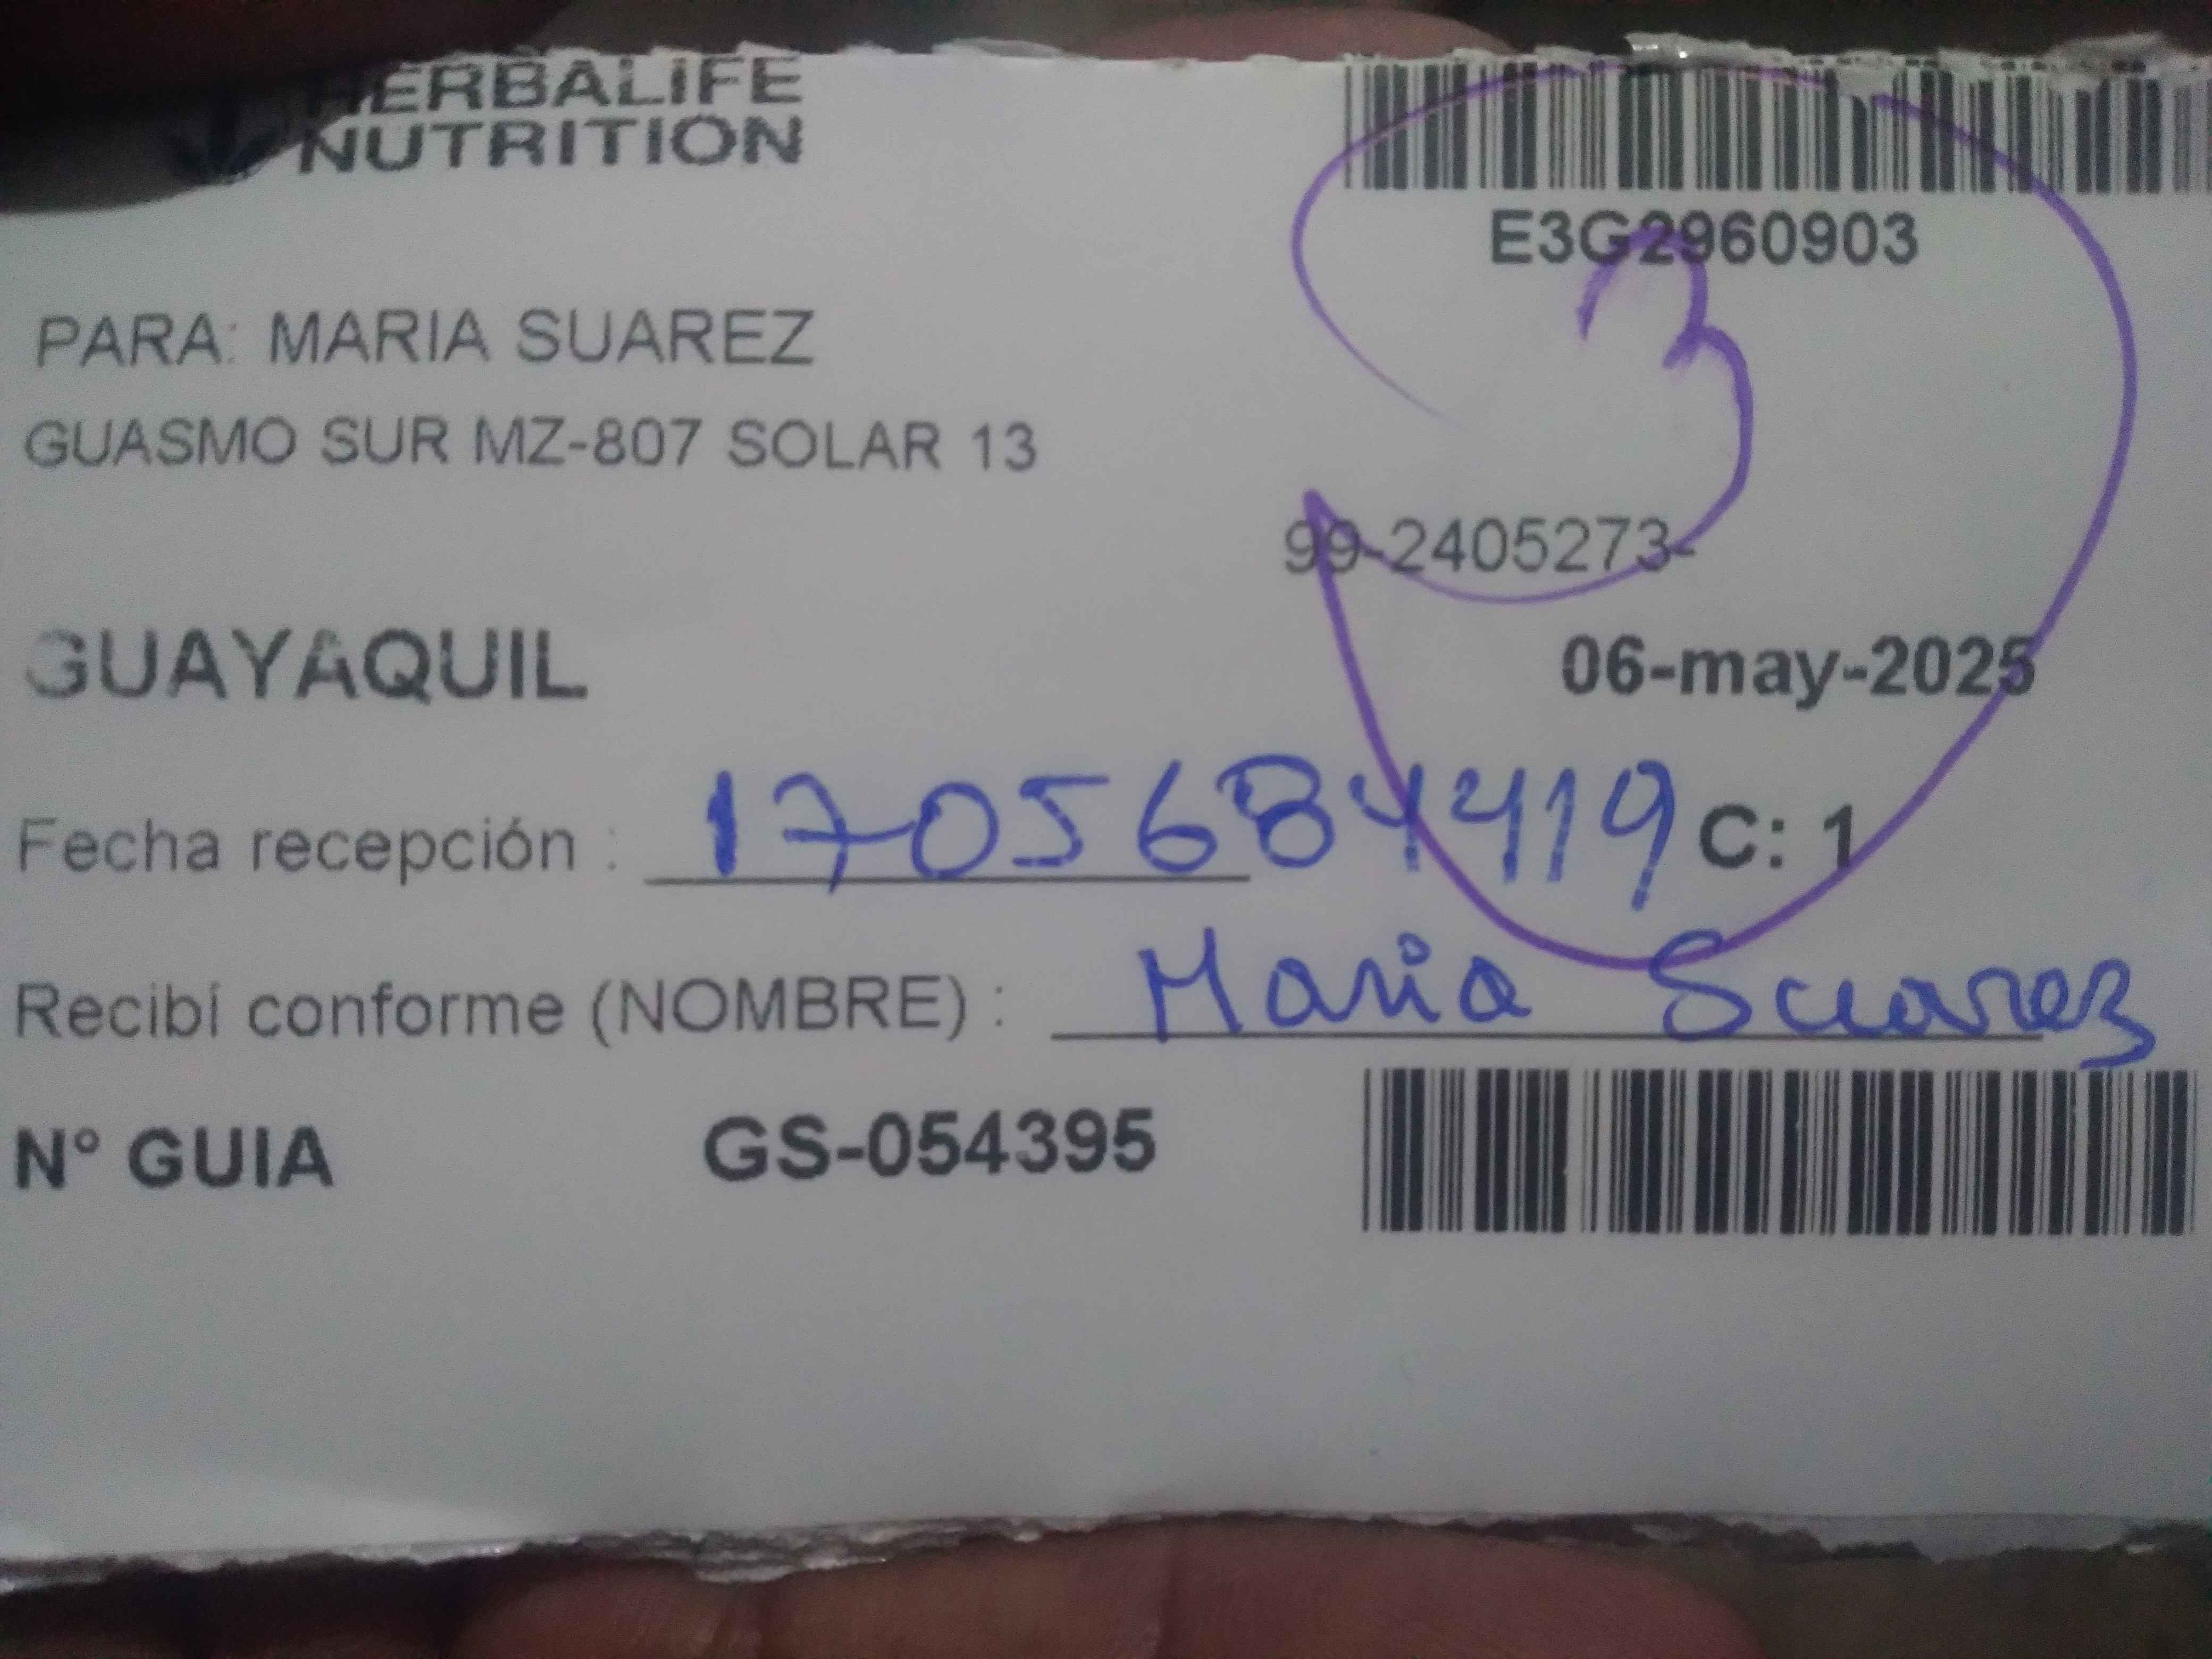 HERBALIFE
NUTRITION
E3G2960903
3
PARA: MARIA SUAREZ
GUASMO SUR MZ-807 SOLAR 13
99-2405273-
GUAYAQUIL
06-may-2025
Fecha recepción : 1705684419 C: 1
Recibí conforme (NOMBRE) : Maria Suarez
N° GUIA GS-054395